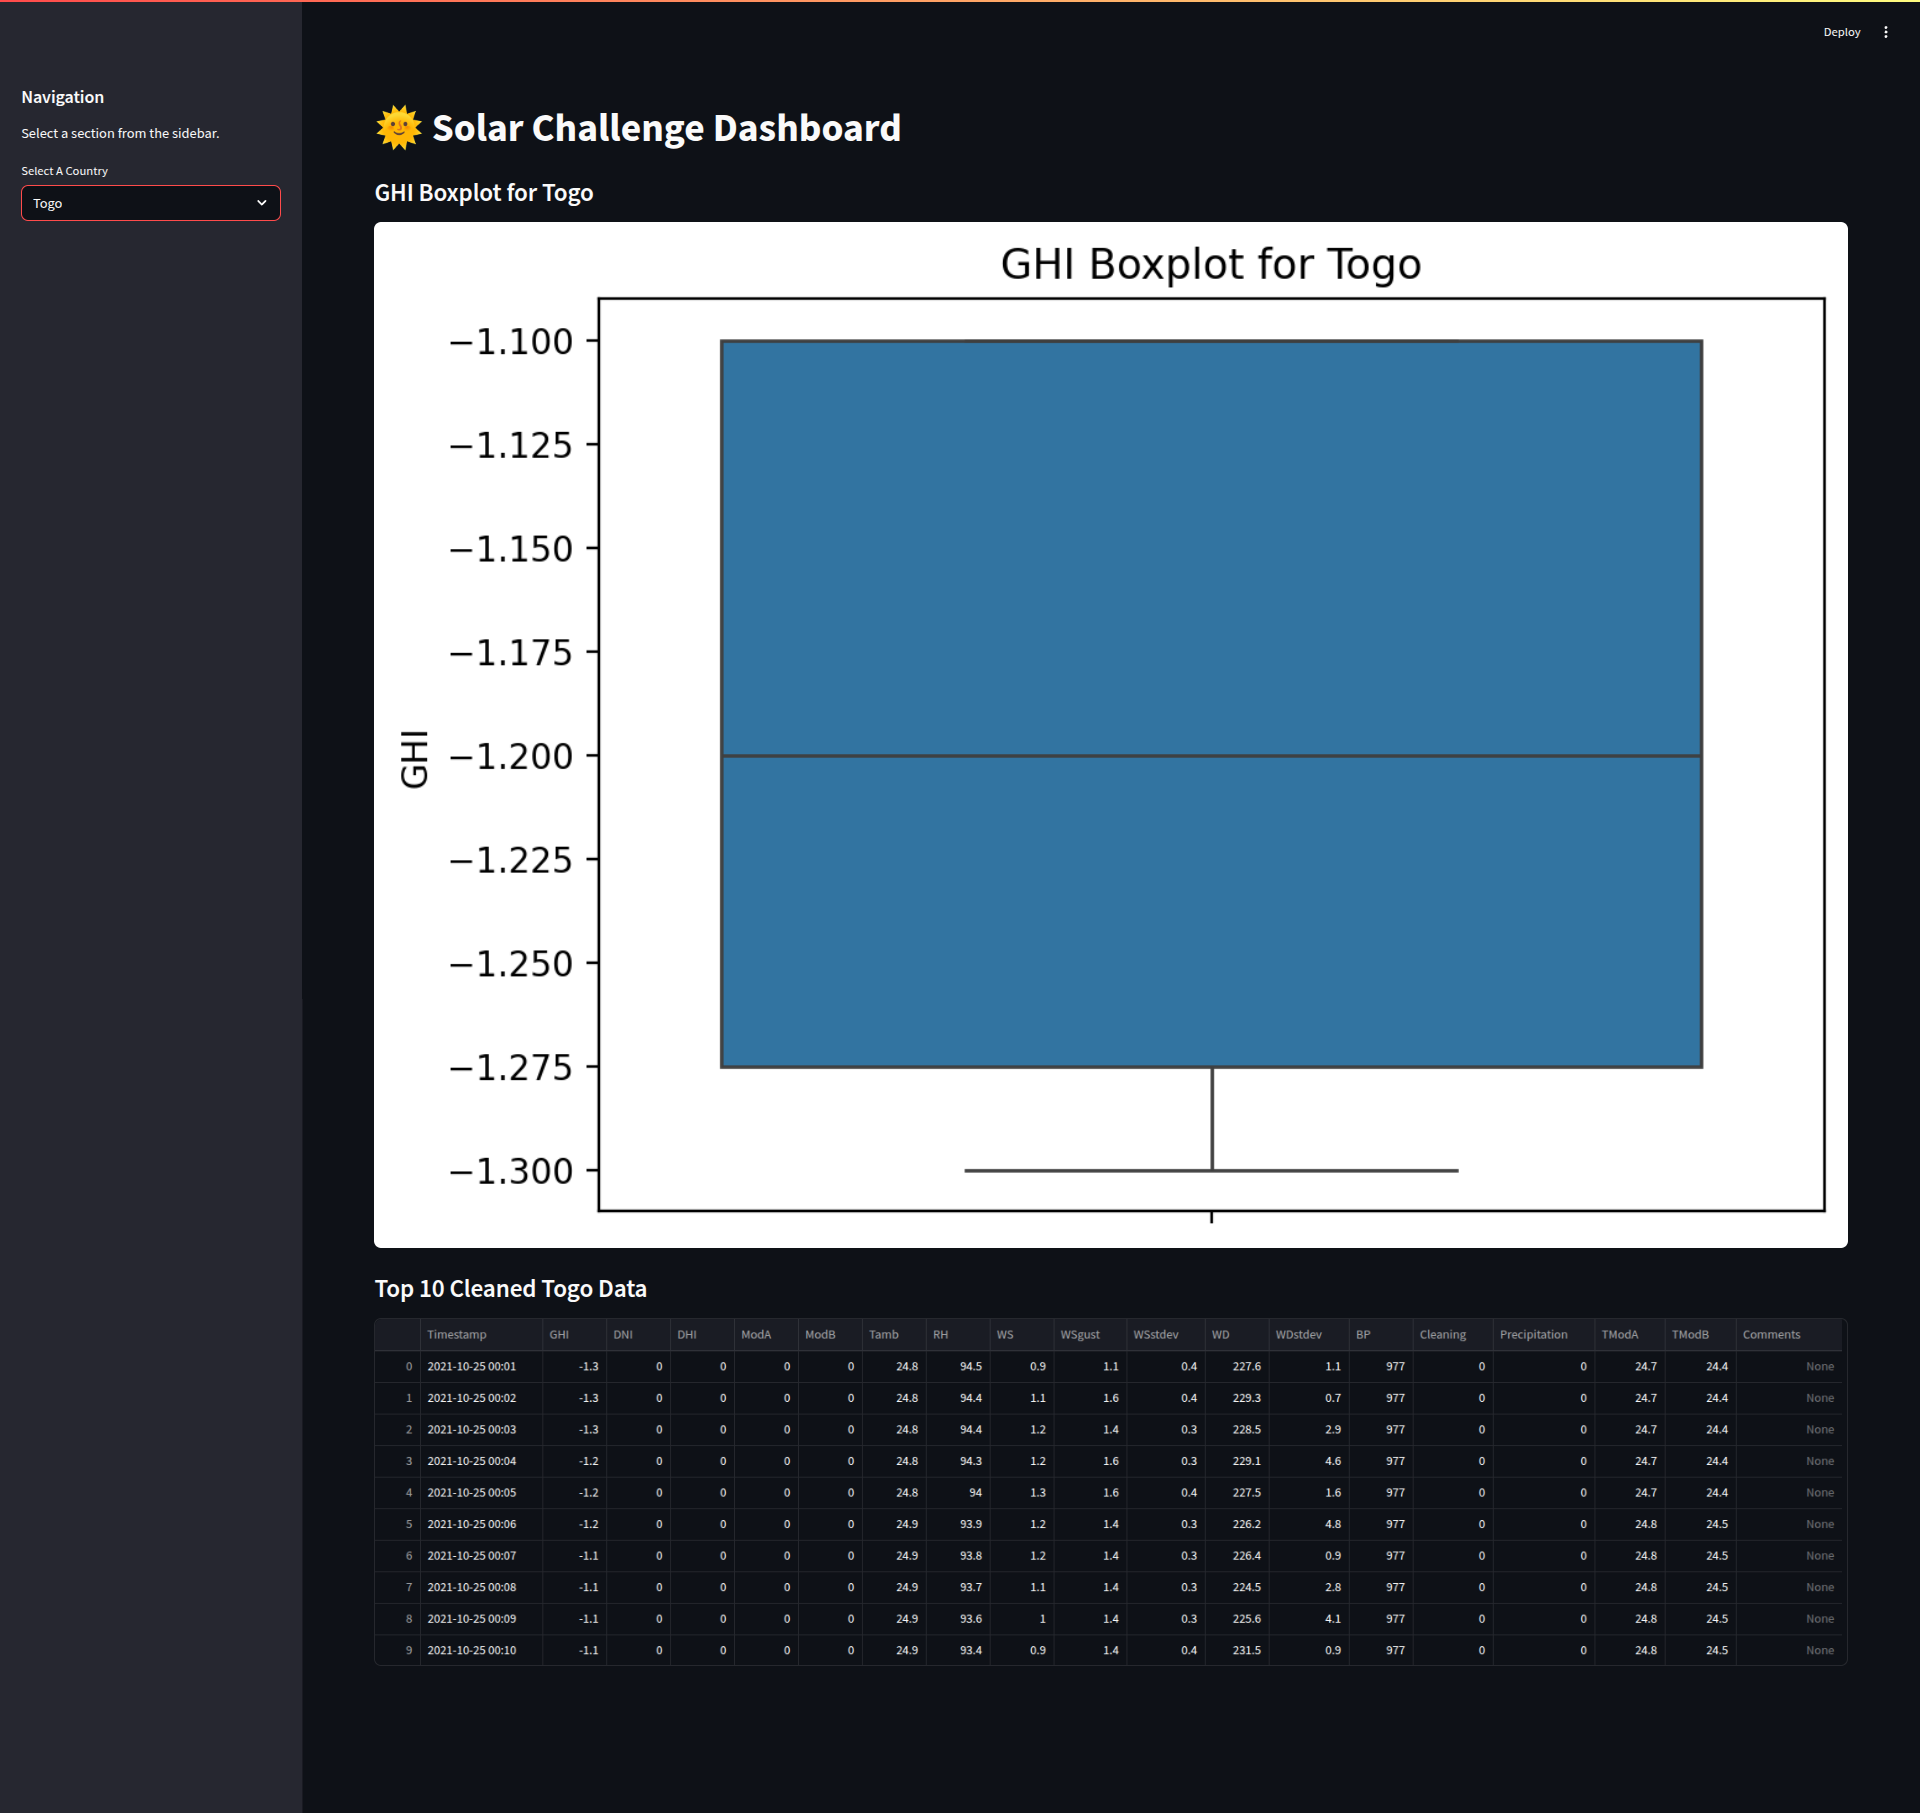 Deploy
Navigation
Select a section from the sidebar.
Select A Country
Togo
🌞 Solar Challenge Dashboard
GHI Boxplot for Togo
GHI Boxplot for Togo
−1.100
−1.125
−1.150
−1.175
GHI
−1.200
−1.225
−1.250
−1.275
−1.300
Top 10 Cleaned Togo Data
Timestamp GHI DNI DHI ModA ModB Tamb RH WS WSgust WSstdev WD WDstdev BP Cleaning Precipitation TModA TModB Comments
0 2021-10-25 00:01 -1.3 0 0 0 0 24.8 94.5 0.9 1.1 0.4 227.6 1.1 977 0 0 24.7 24.4 None
1 2021-10-25 00:02 -1.3 0 0 0 0 24.8 94.4 1.1 1.6 0.4 229.3 0.7 977 0 0 24.7 24.4 None
2 2021-10-25 00:03 -1.3 0 0 0 0 24.8 94.4 1.2 1.4 0.3 228.5 2.9 977 0 0 24.7 24.4 None
3 2021-10-25 00:04 -1.2 0 0 0 0 24.8 94.3 1.2 1.6 0.3 229.1 4.6 977 0 0 24.7 24.4 None
4 2021-10-25 00:05 -1.2 0 0 0 0 24.8 94 1.3 1.6 0.4 227.5 1.6 977 0 0 24.7 24.4 None
5 2021-10-25 00:06 -1.2 0 0 0 0 24.9 93.9 1.2 1.4 0.3 226.2 4.8 977 0 0 24.8 24.5 None
6 2021-10-25 00:07 -1.1 0 0 0 0 24.9 93.8 1.2 1.4 0.3 226.4 0.9 977 0 0 24.8 24.5 None
7 2021-10-25 00:08 -1.1 0 0 0 0 24.9 93.7 1.1 1.4 0.3 224.5 2.8 977 0 0 24.8 24.5 None
8 2021-10-25 00:09 -1.1 0 0 0 0 24.9 93.6 1 1.4 0.3 225.6 4.1 977 0 0 24.8 24.5 None
9 2021-10-25 00:10 -1.1 0 0 0 0 24.9 93.4 0.9 1.4 0.4 231.5 0.9 977 0 0 24.8 24.5 None